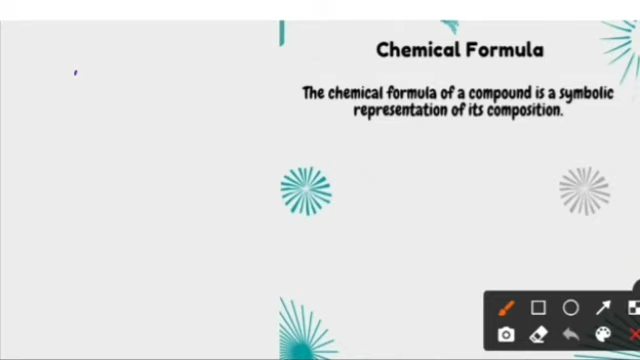 Chemical Formula
The chemical formula of a compound is a symbolic
representation of its composition.